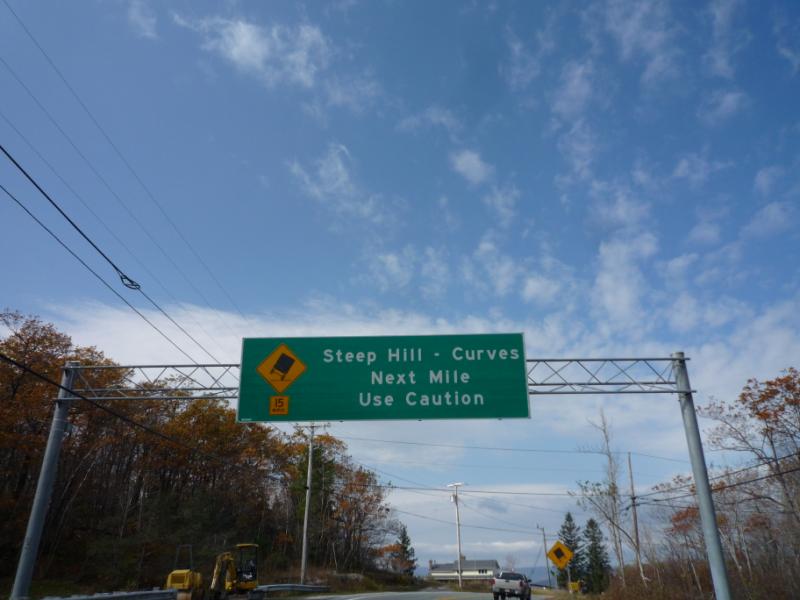 Steep Hill - Curves
Next Mile
Use Caution
15